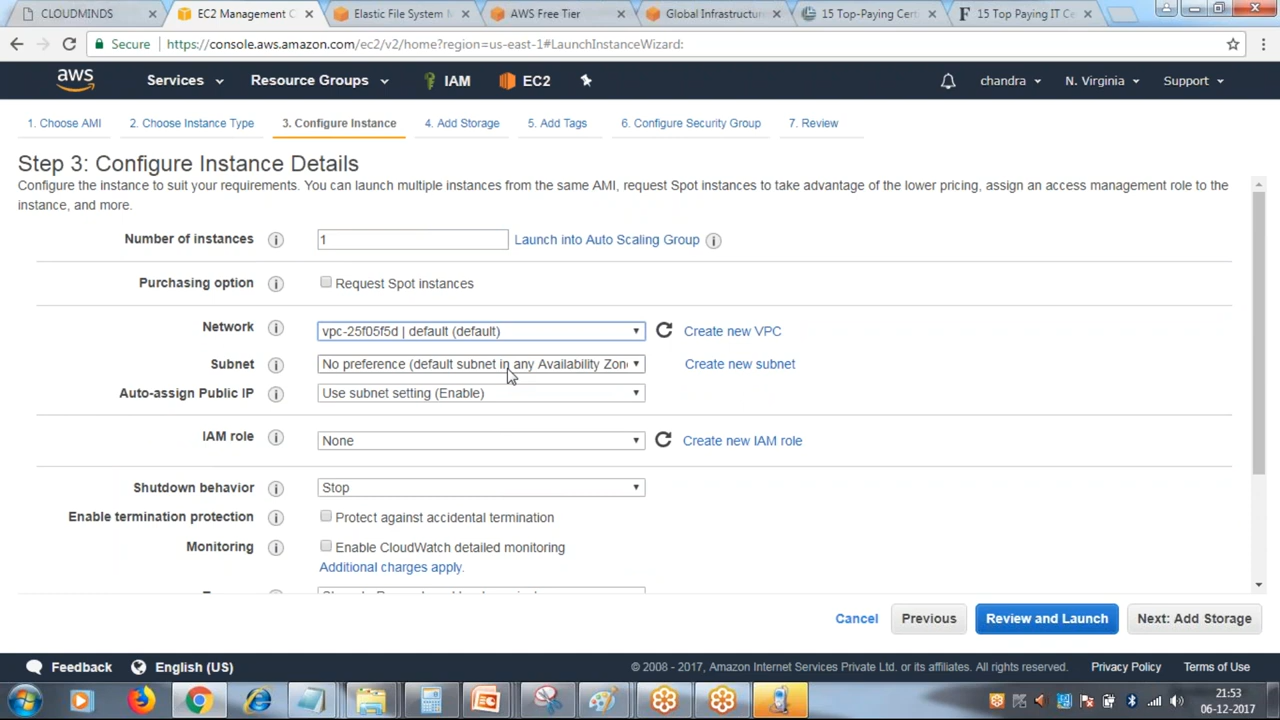 CLOUDMINDS
EC2 Management C
Elastic File System
AWS Free Tier
Global Infrastructur
15 Top-Paying Cert
15 Top Paying IT Ce
Secure https://console.aws.amazon.com/ec2/v2/home?region=us-east-1#LaunchInstanceWizard:
aws Services Resource Groups IAM EC2 chandra N. Virginia Support
1. Choose AMI 2. Choose Instance Type 3. Configure Instance 4. Add Storage 5. Add Tags 6. Configure Security Group 7. Review
Step 3: Configure Instance Details
Configure the instance to suit your requirements. You can launch multiple instances from the same AMI, request Spot instances to take advantage of the lower pricing, assign an access management role to the
instance, and more.
Number of instances 1 Launch into Auto Scaling Group
Purchasing option Request Spot instances
Network vpc-25f05f5d | default (default) Create new VPC
Subnet No preference (default subnet in any Availability Zon Create new subnet
Auto-assign Public IP Use subnet setting (Enable)
IAM role None Create new IAM role
Shutdown behavior Stop
Enable termination protection Protect against accidental termination
Monitoring Enable CloudWatch detailed monitoring
Additional charges apply.
Cancel Previous Review and Launch Next: Add Storage
Feedback English (US) © 2008 - 2017, Amazon Internet Services Private Ltd. or its affiliates. All rights reserved. Privacy Policy Terms of Use
21:53
06-12-2017